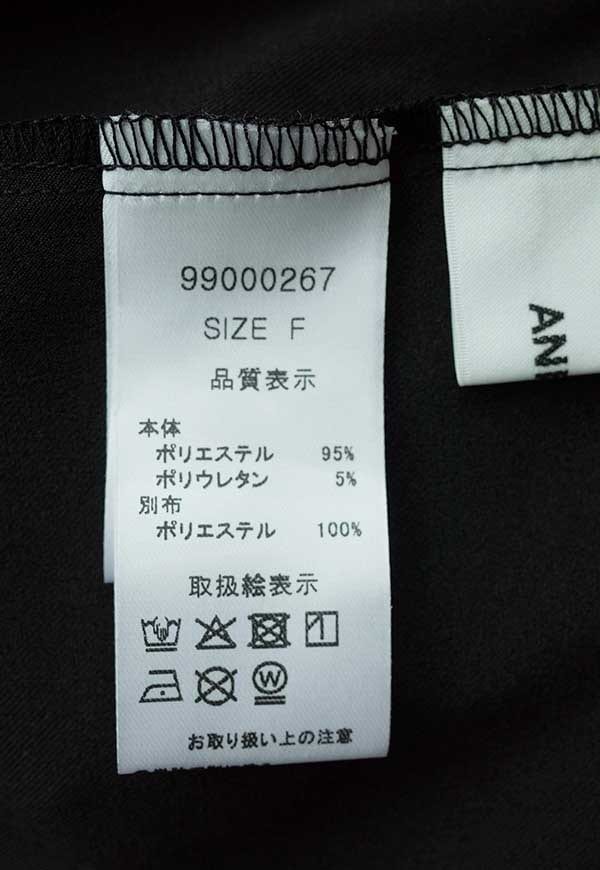 99000267
SIZE F
品質表示
本体
ポリエステル 95%
ポリウレタン 5%
別布
ポリエステル 100%
取扱絵表示
W
お取り扱い上の注意